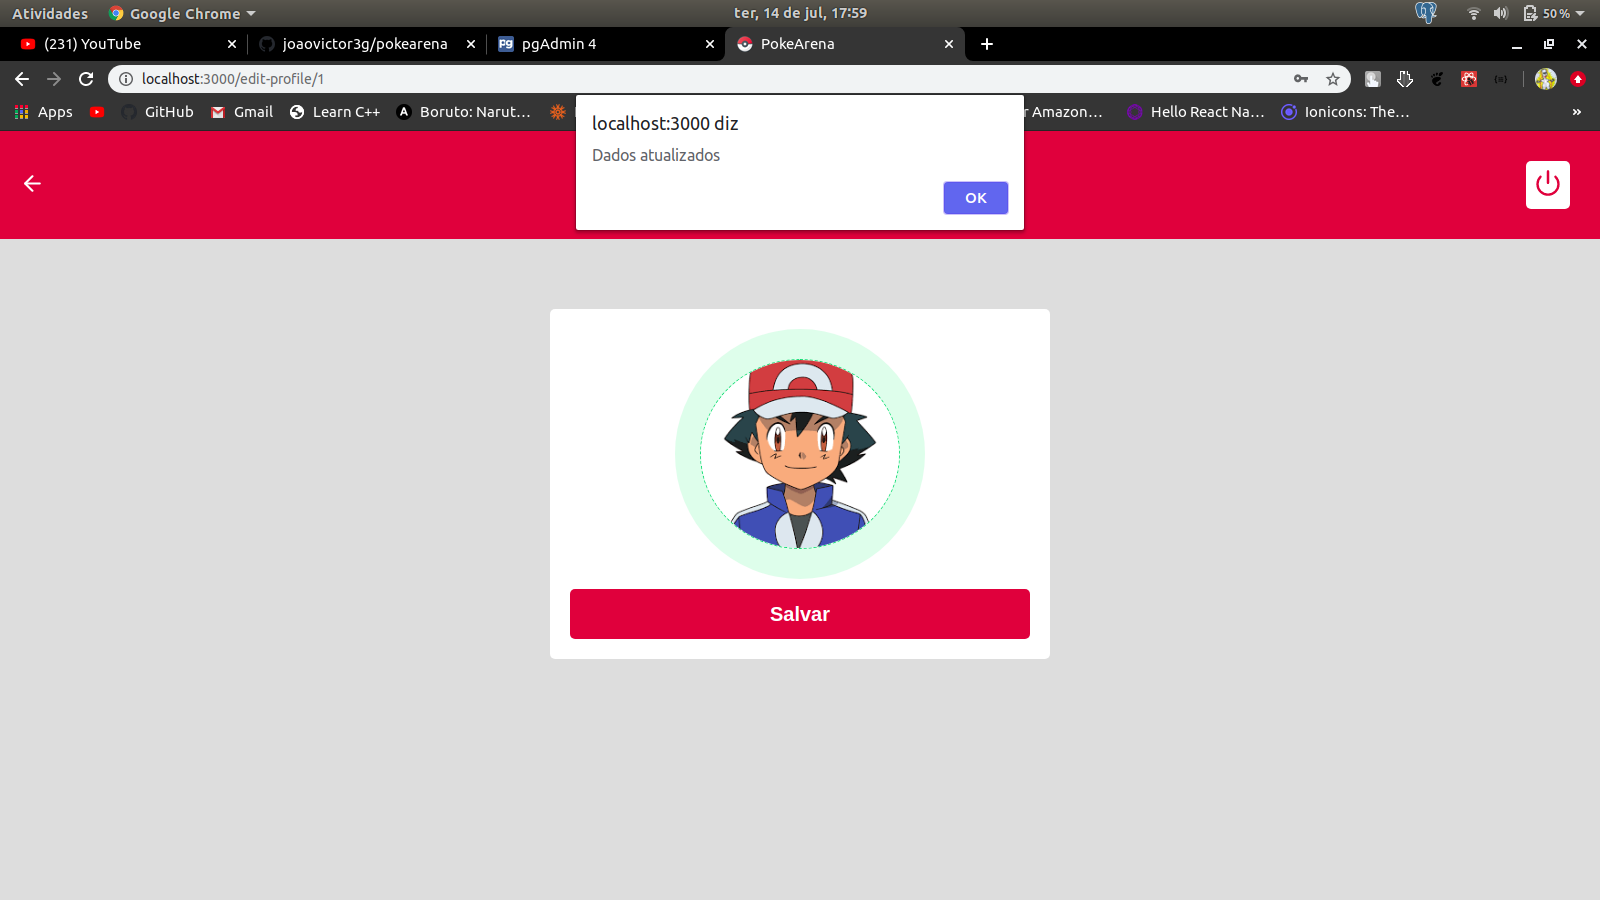 Atividades Google Chrome ter, 14 de jul, 17:59 50 %
(231) YouTube joaovictor3g/pokearena pgAdmin 4 PokeArena
localhost:3000/edit-profile/1
Apps GitHub Gmail Learn C++ Boruto: Narut… Amazon… Hello React Na… Ionicons: The… »
localhost:3000 diz
Dados atualizados
OK
Salvar